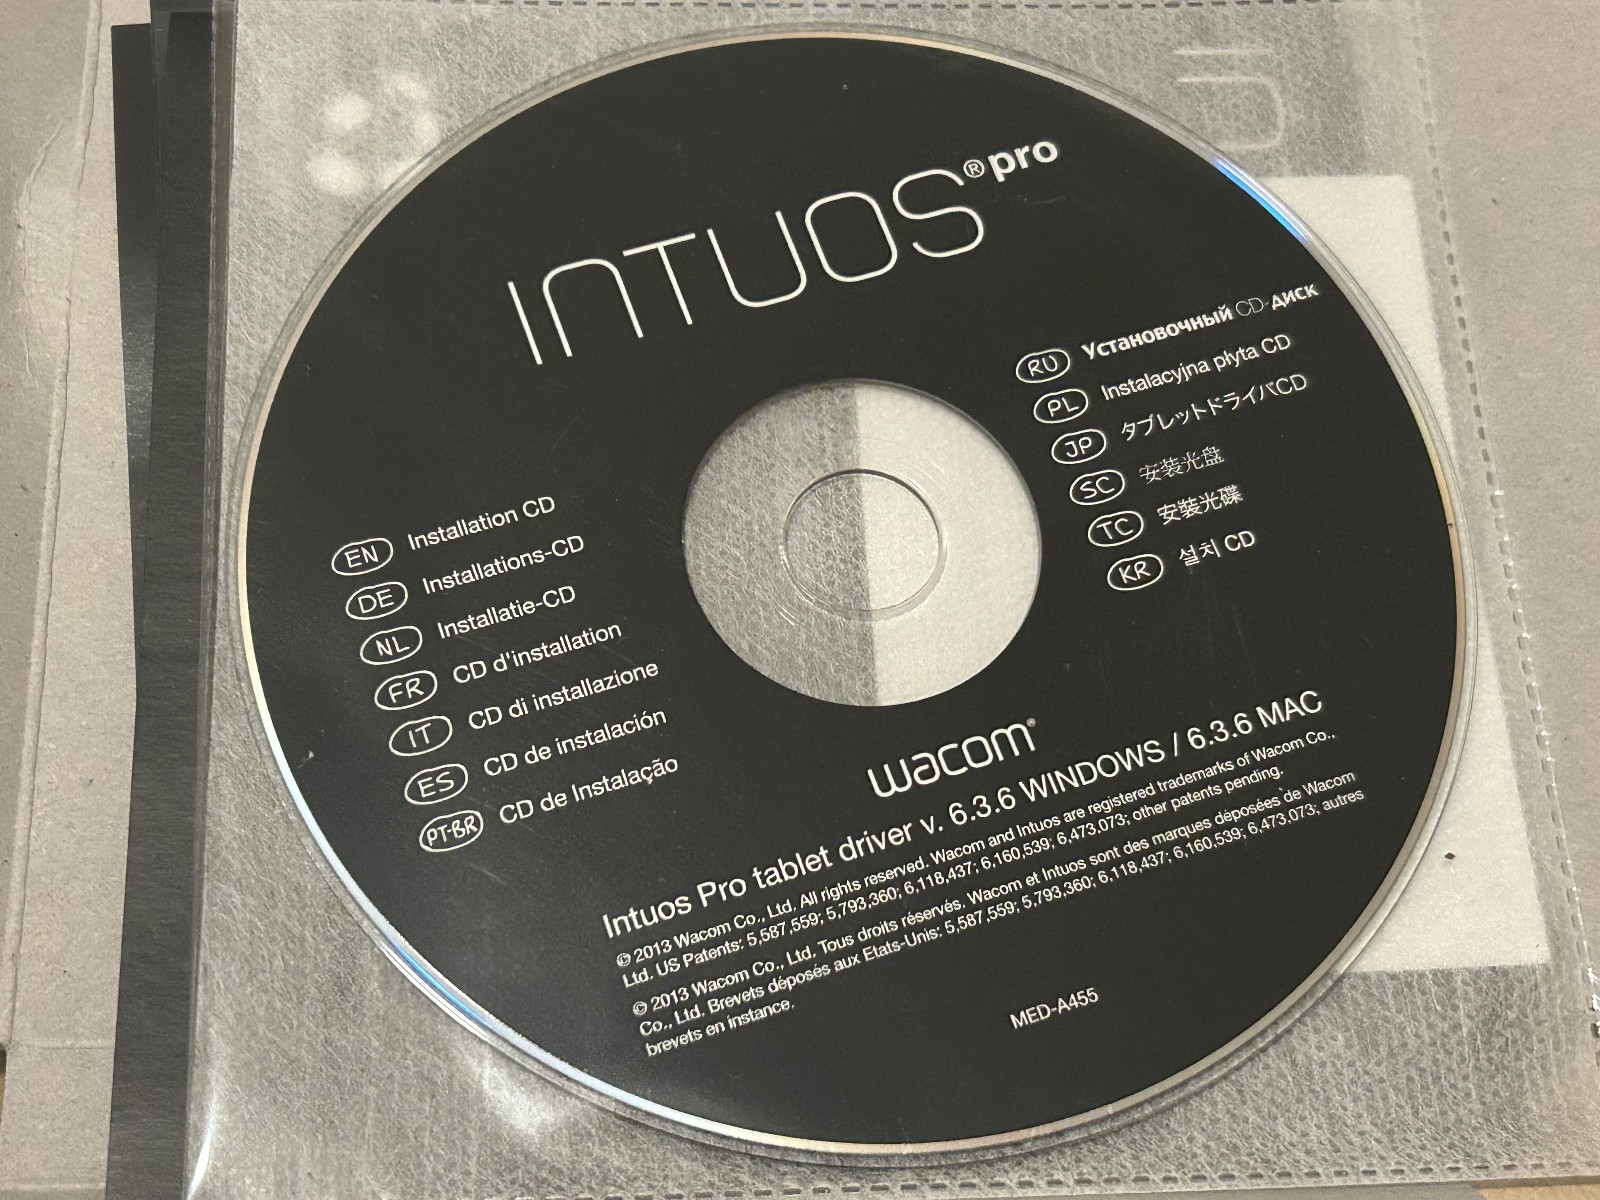 INTUOS® pro
EN Installation CD
DE Installations-CD
NL Installatie-CD
FR CD d'installation
IT CD di installazione
ES CD de instalación
PT-BR CD de Instalação
RU Установочный CD-диск
PL Instalacyjna płyta CD
JP タブレットドライバCD
SC 安装光盘
TC 安裝光碟
KR 설치 CD
wacom®
Intuos Pro tablet driver v. 6.3.6 WINDOWS / 6.3.6 MAC
© 2013 Wacom Co., Ltd. All rights reserved. Wacom and Intuos are registered trademarks of Wacom Co.,
Ltd. US Patents: 5,587,559; 5,793,360; 6,118,437; 6,160,539; 6,473,073; other patents pending.
© 2013 Wacom Co., Ltd. Tous droits réservés. Wacom et Intuos sont des marques déposées de Wacom
Co., Ltd. Brevets déposés aux Etats-Unis: 5,587,559; 5,793,360; 6,118,437; 6,160,539; 6,473,073; autres
brevets en instance.
MED-A455